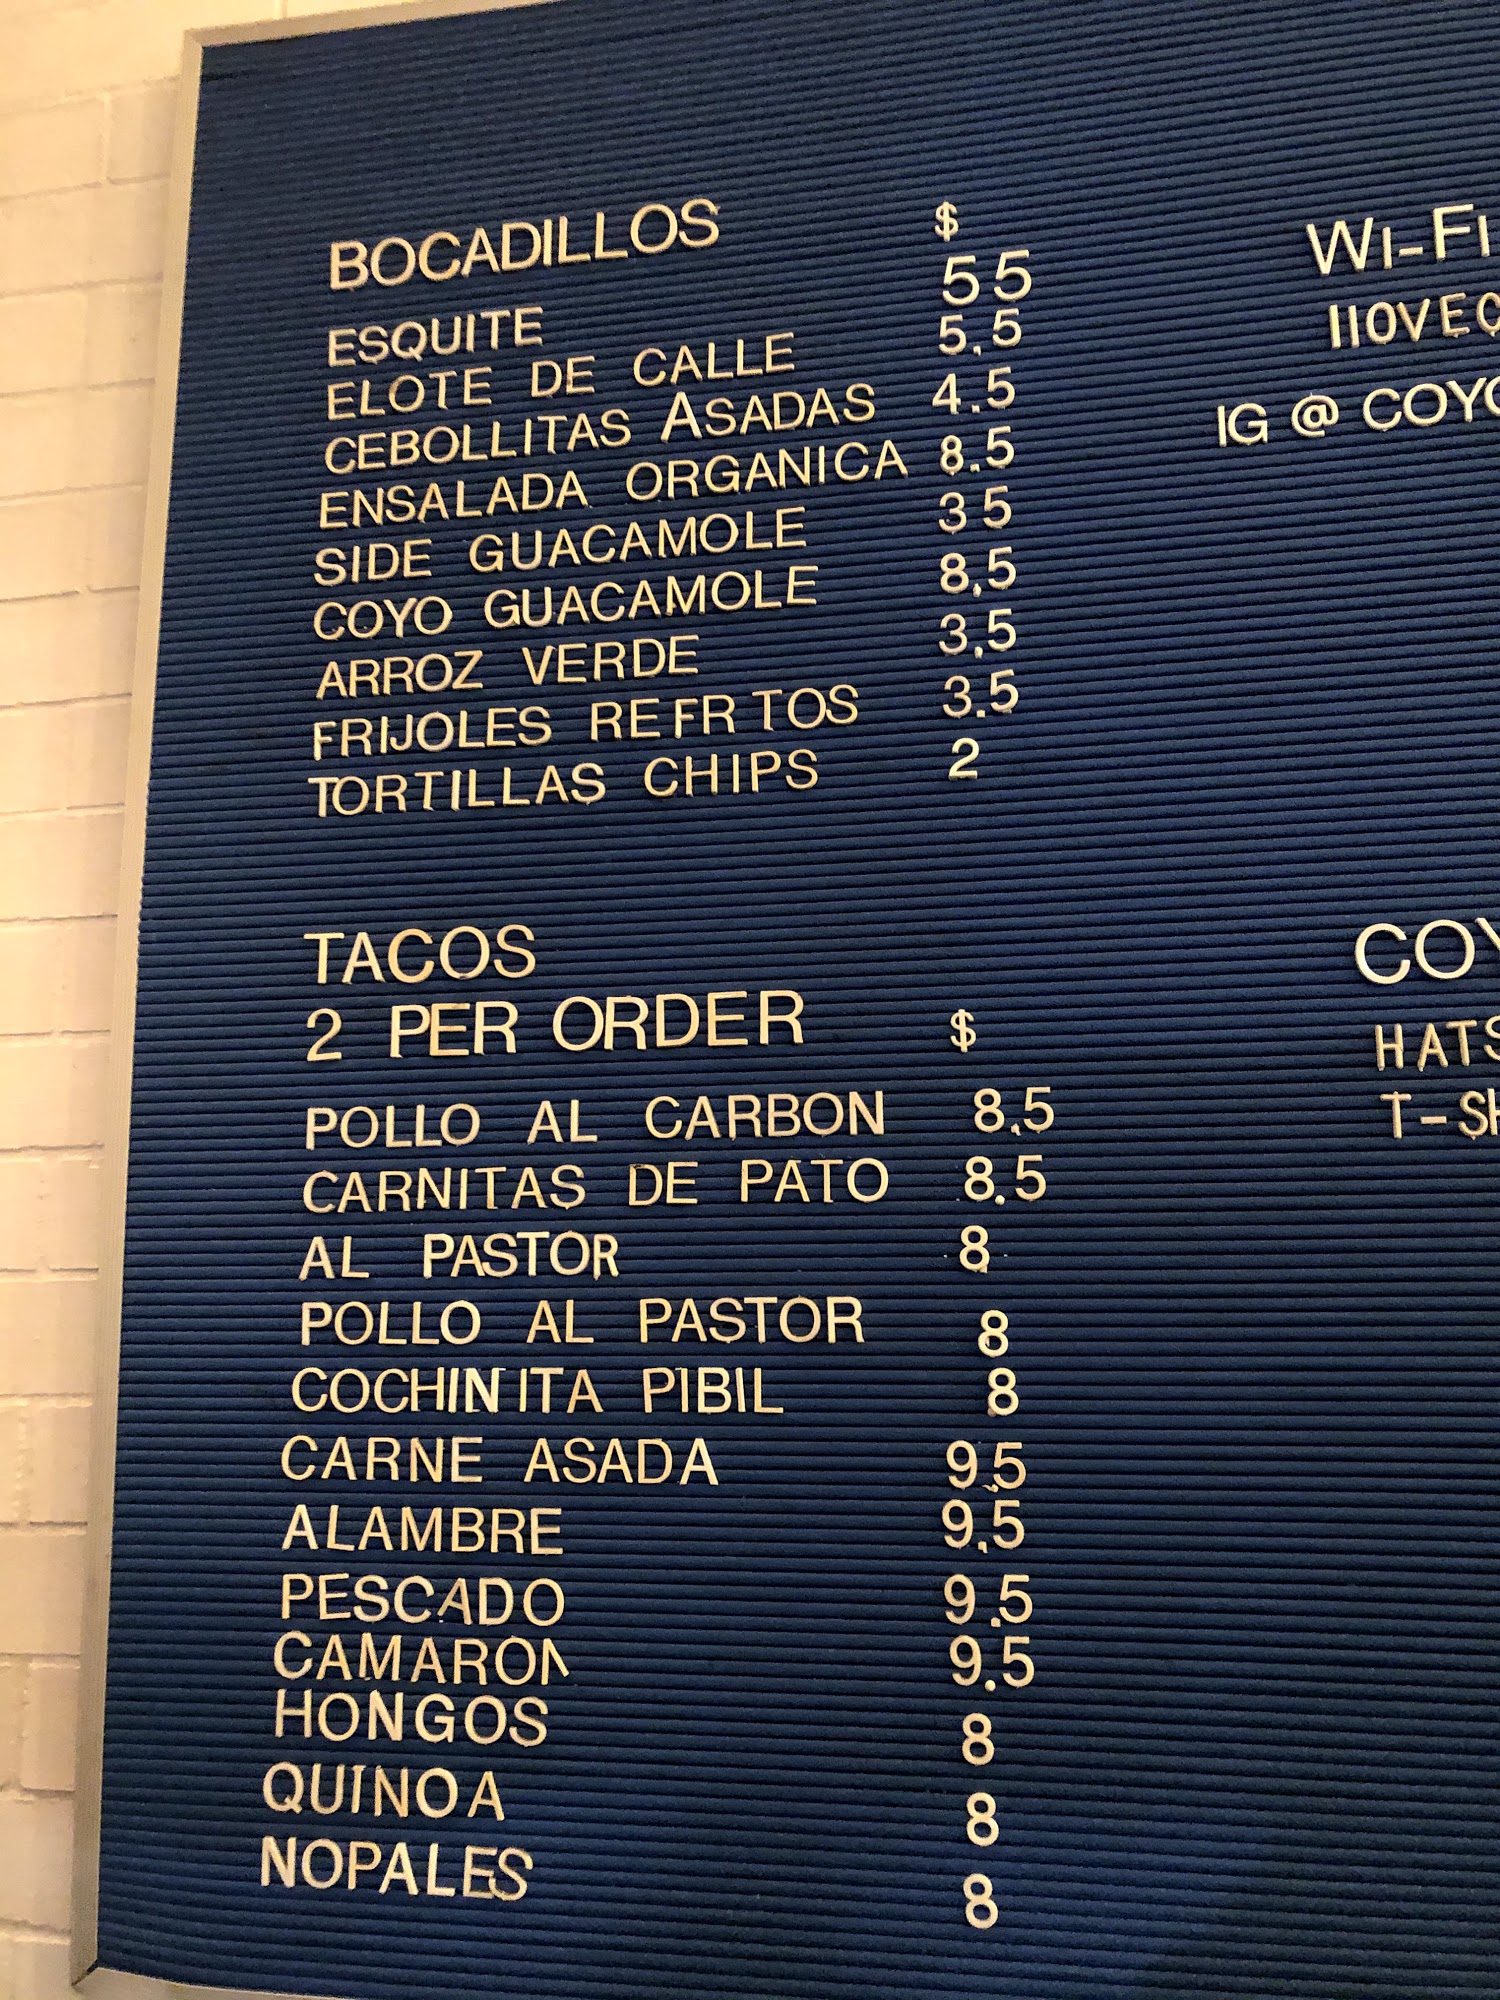 BOCADILLOS $
ESQUITE 55
ELOTE DE CALLE 5.5
CEBOLLITAS ASADAS 4.5
ENSALADA ORGANICA 8.5
SIDE GUACAMOLE 35
COYO GUACAMOLE 8.5
ARROZ VERDE 3.5
FRIJOLES REFR TOS 3.5
TORTILLAS CHIPS 2
TACOS
2 PER ORDER $
POLLO AL CARBON 8.5
CARNITAS DE PATO 8.5
AL PASTOR 8
POLLO AL PASTOR 8
COCHINITA PIBIL 8
CARNE ASADA 9.5
ALAMBRE 9.5
PESCADO 9.5
CAMARON 9.5
HONGOS 8
QUINOA 8
NOPALES 8
WI-FI
IG @ COYO
COY
HATS
T-SH